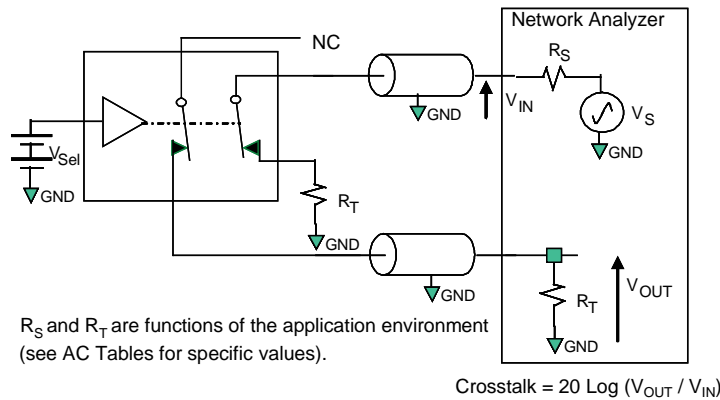 Network Analyzer
NC
R_S
GND
V_IN
V_S
GND
V_Sel
GND
R_T
GND
GND
V_OUT
R_T
GND
R_S and R_T are functions of the application environment
(see AC Tables for specific values).
Crosstalk = 20 Log (V_OUT / V_IN)